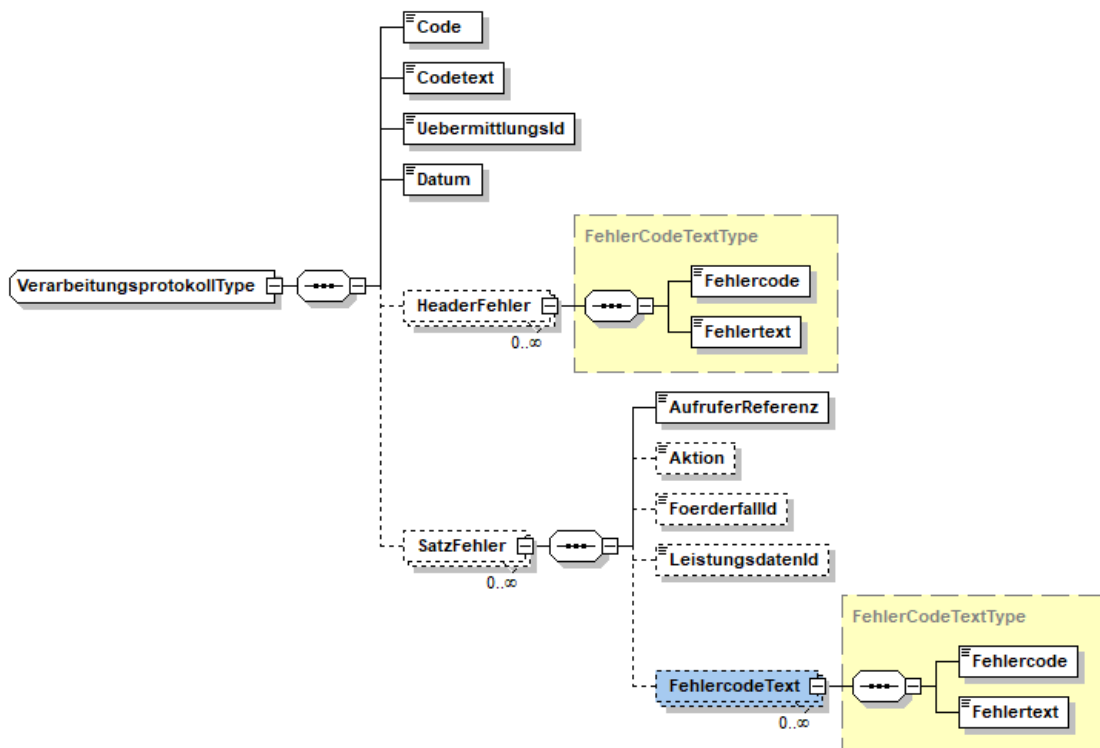 Code
Codetext
UebermittlungsId
Datum
VerarbeitungsprotokollType
HeaderFehler
0..∞
FehlerCodeTextType
Fehlercode
Fehlertext
SatzFehler
0..∞
AufruferReferenz
Aktion
FoerderfallId
LeistungsdatenId
FehlercodeText
0..∞
FehlerCodeTextType
Fehlercode
Fehlertext